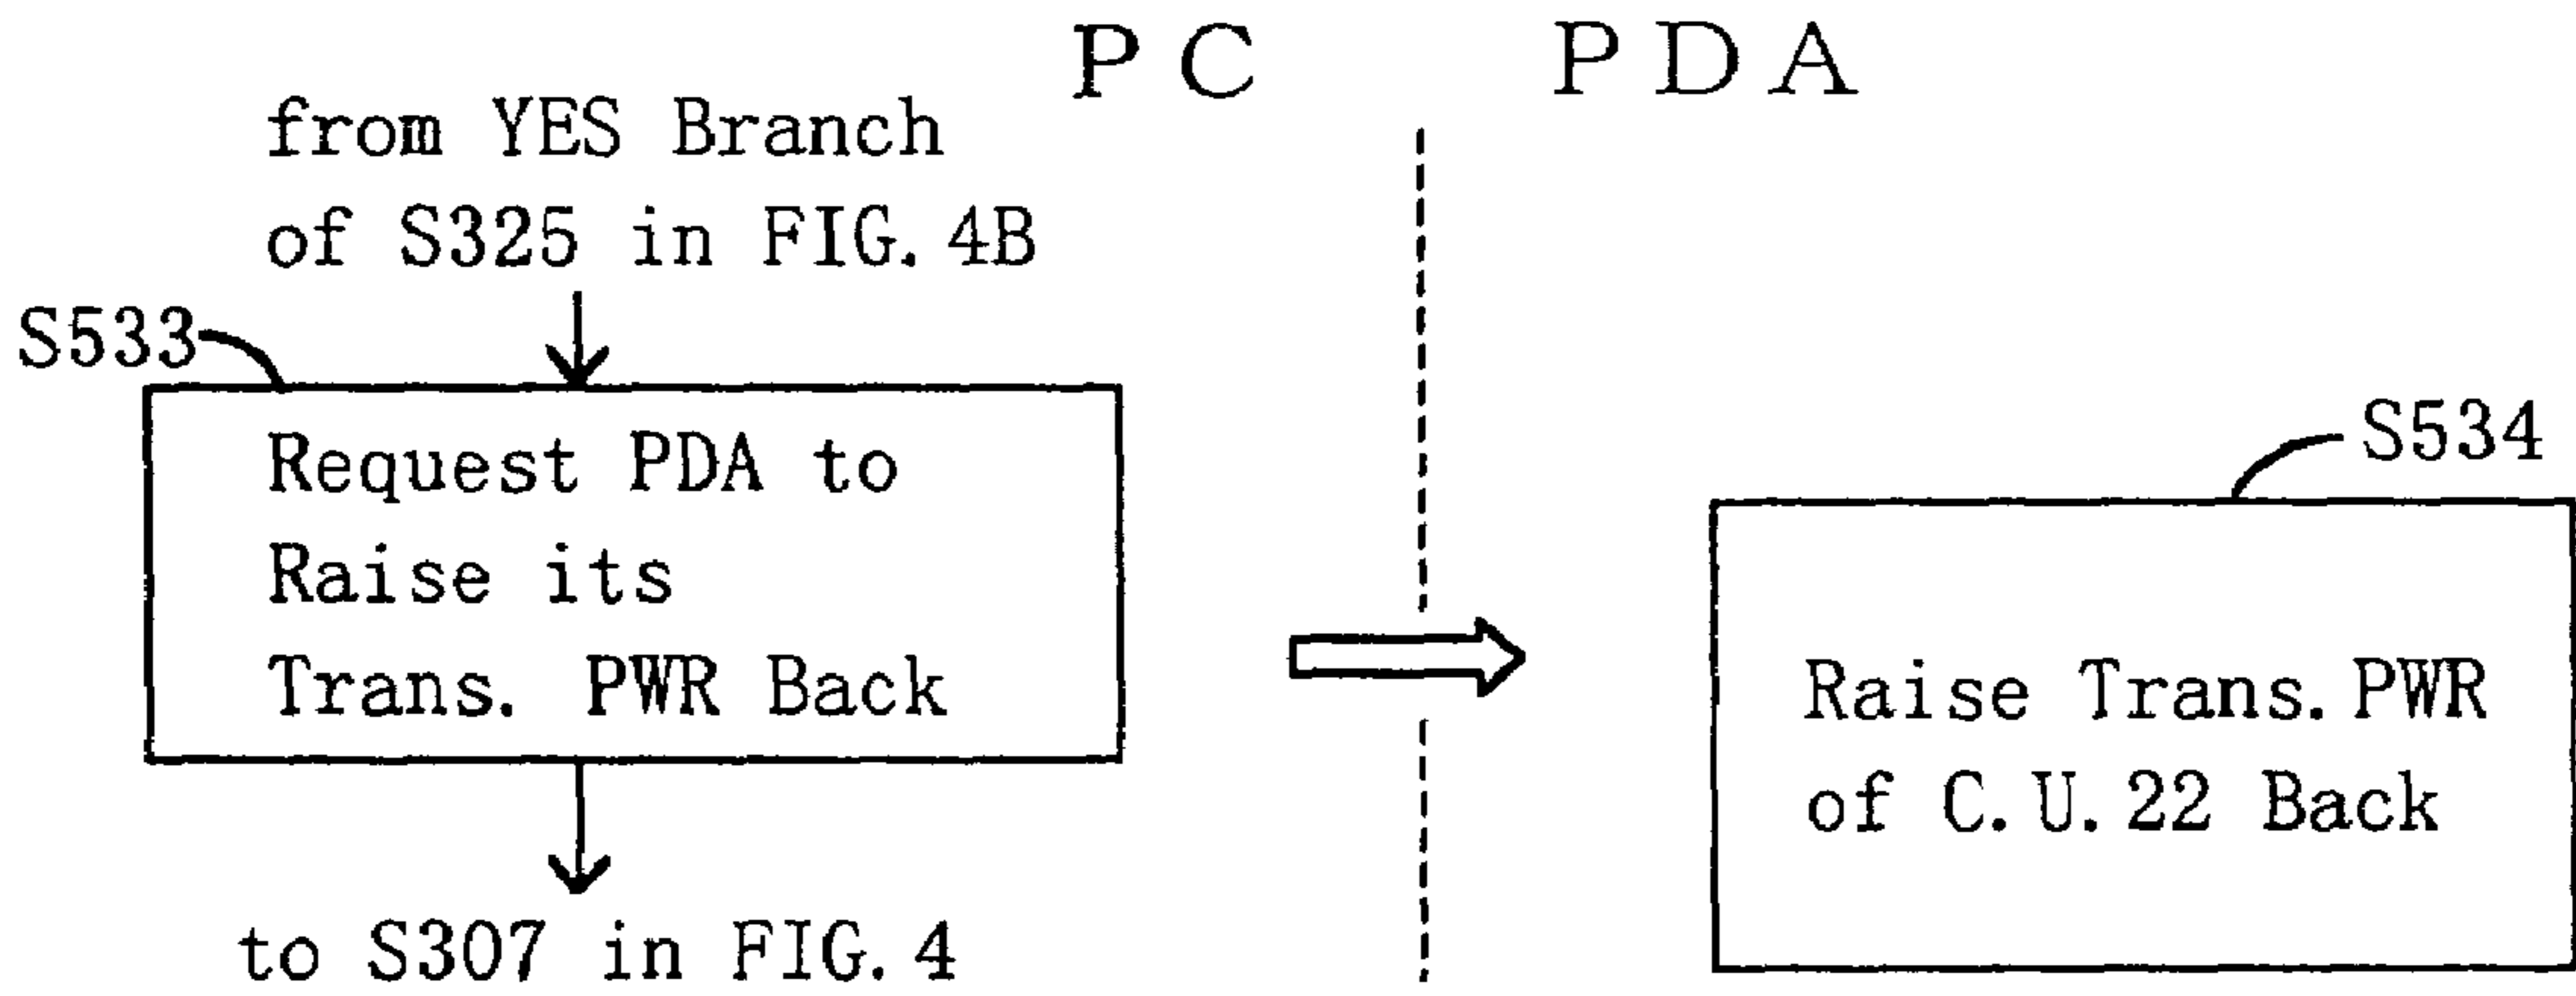 PC PDA
from YES Branch
of S325 in FIG. 4B
S533
Request PDA to
Raise its
Trans. PWR Back
to S307 in FIG. 4
S534
Raise Trans. PWR
of C. U. 22 Back